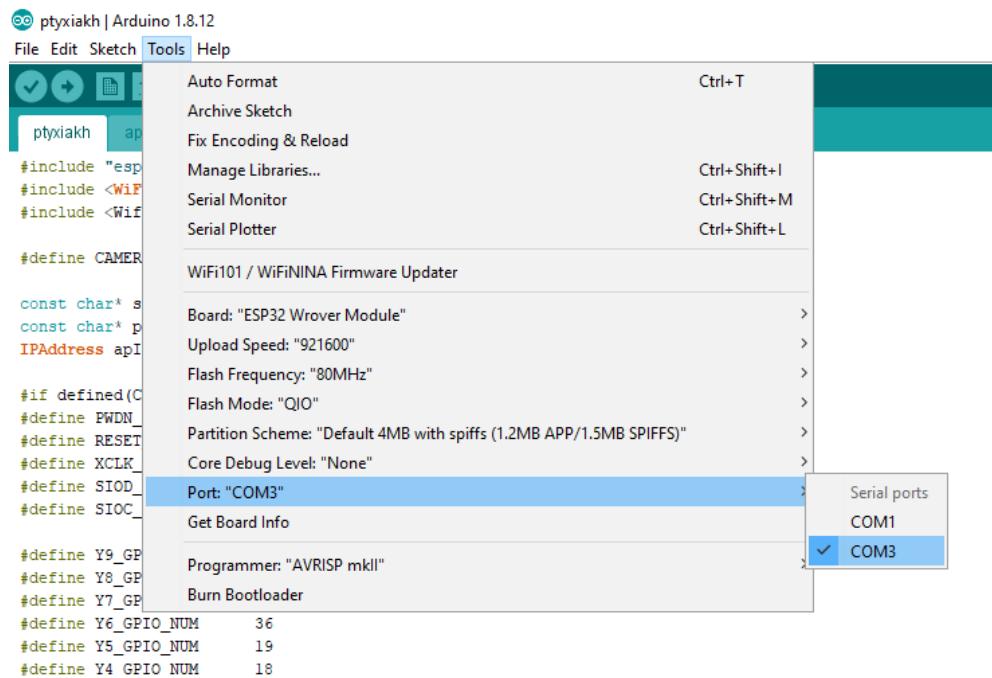 ptyxiakh | Arduino 1.8.12
File Edit Sketch Tools Help
Auto Format Ctrl+T
Archive Sketch
Fix Encoding & Reload
Manage Libraries... Ctrl+Shift+I
Serial Monitor Ctrl+Shift+M
Serial Plotter Ctrl+Shift+L
WiFi101 / WiFiNINA Firmware Updater
Board: "ESP32 Wrover Module"
Upload Speed: "921600"
Flash Frequency: "80MHz"
Flash Mode: "QIO"
Partition Scheme: "Default 4MB with spiffs (1.2MB APP/1.5MB SPIFFS)"
Core Debug Level: "None"
Port: "COM3"
Get Board Info
Programmer: "AVRISP mkII"
Burn Bootloader
Serial ports
COM1
COM3
ptyxiakh ap
#include "esp
#include <WiF
#include <Wif
#define CAMER
const char* s
const char* p
IPAddress apI
#if defined(C
#define PWDN_
#define RESET
#define XCLK_
#define SIOD_
#define SIOC_
#define Y9_GP
#define Y8_GP
#define Y7_GP
#define Y6_GPIO_NUM 36
#define Y5_GPIO_NUM 19
#define Y4_GPIO_NUM 18